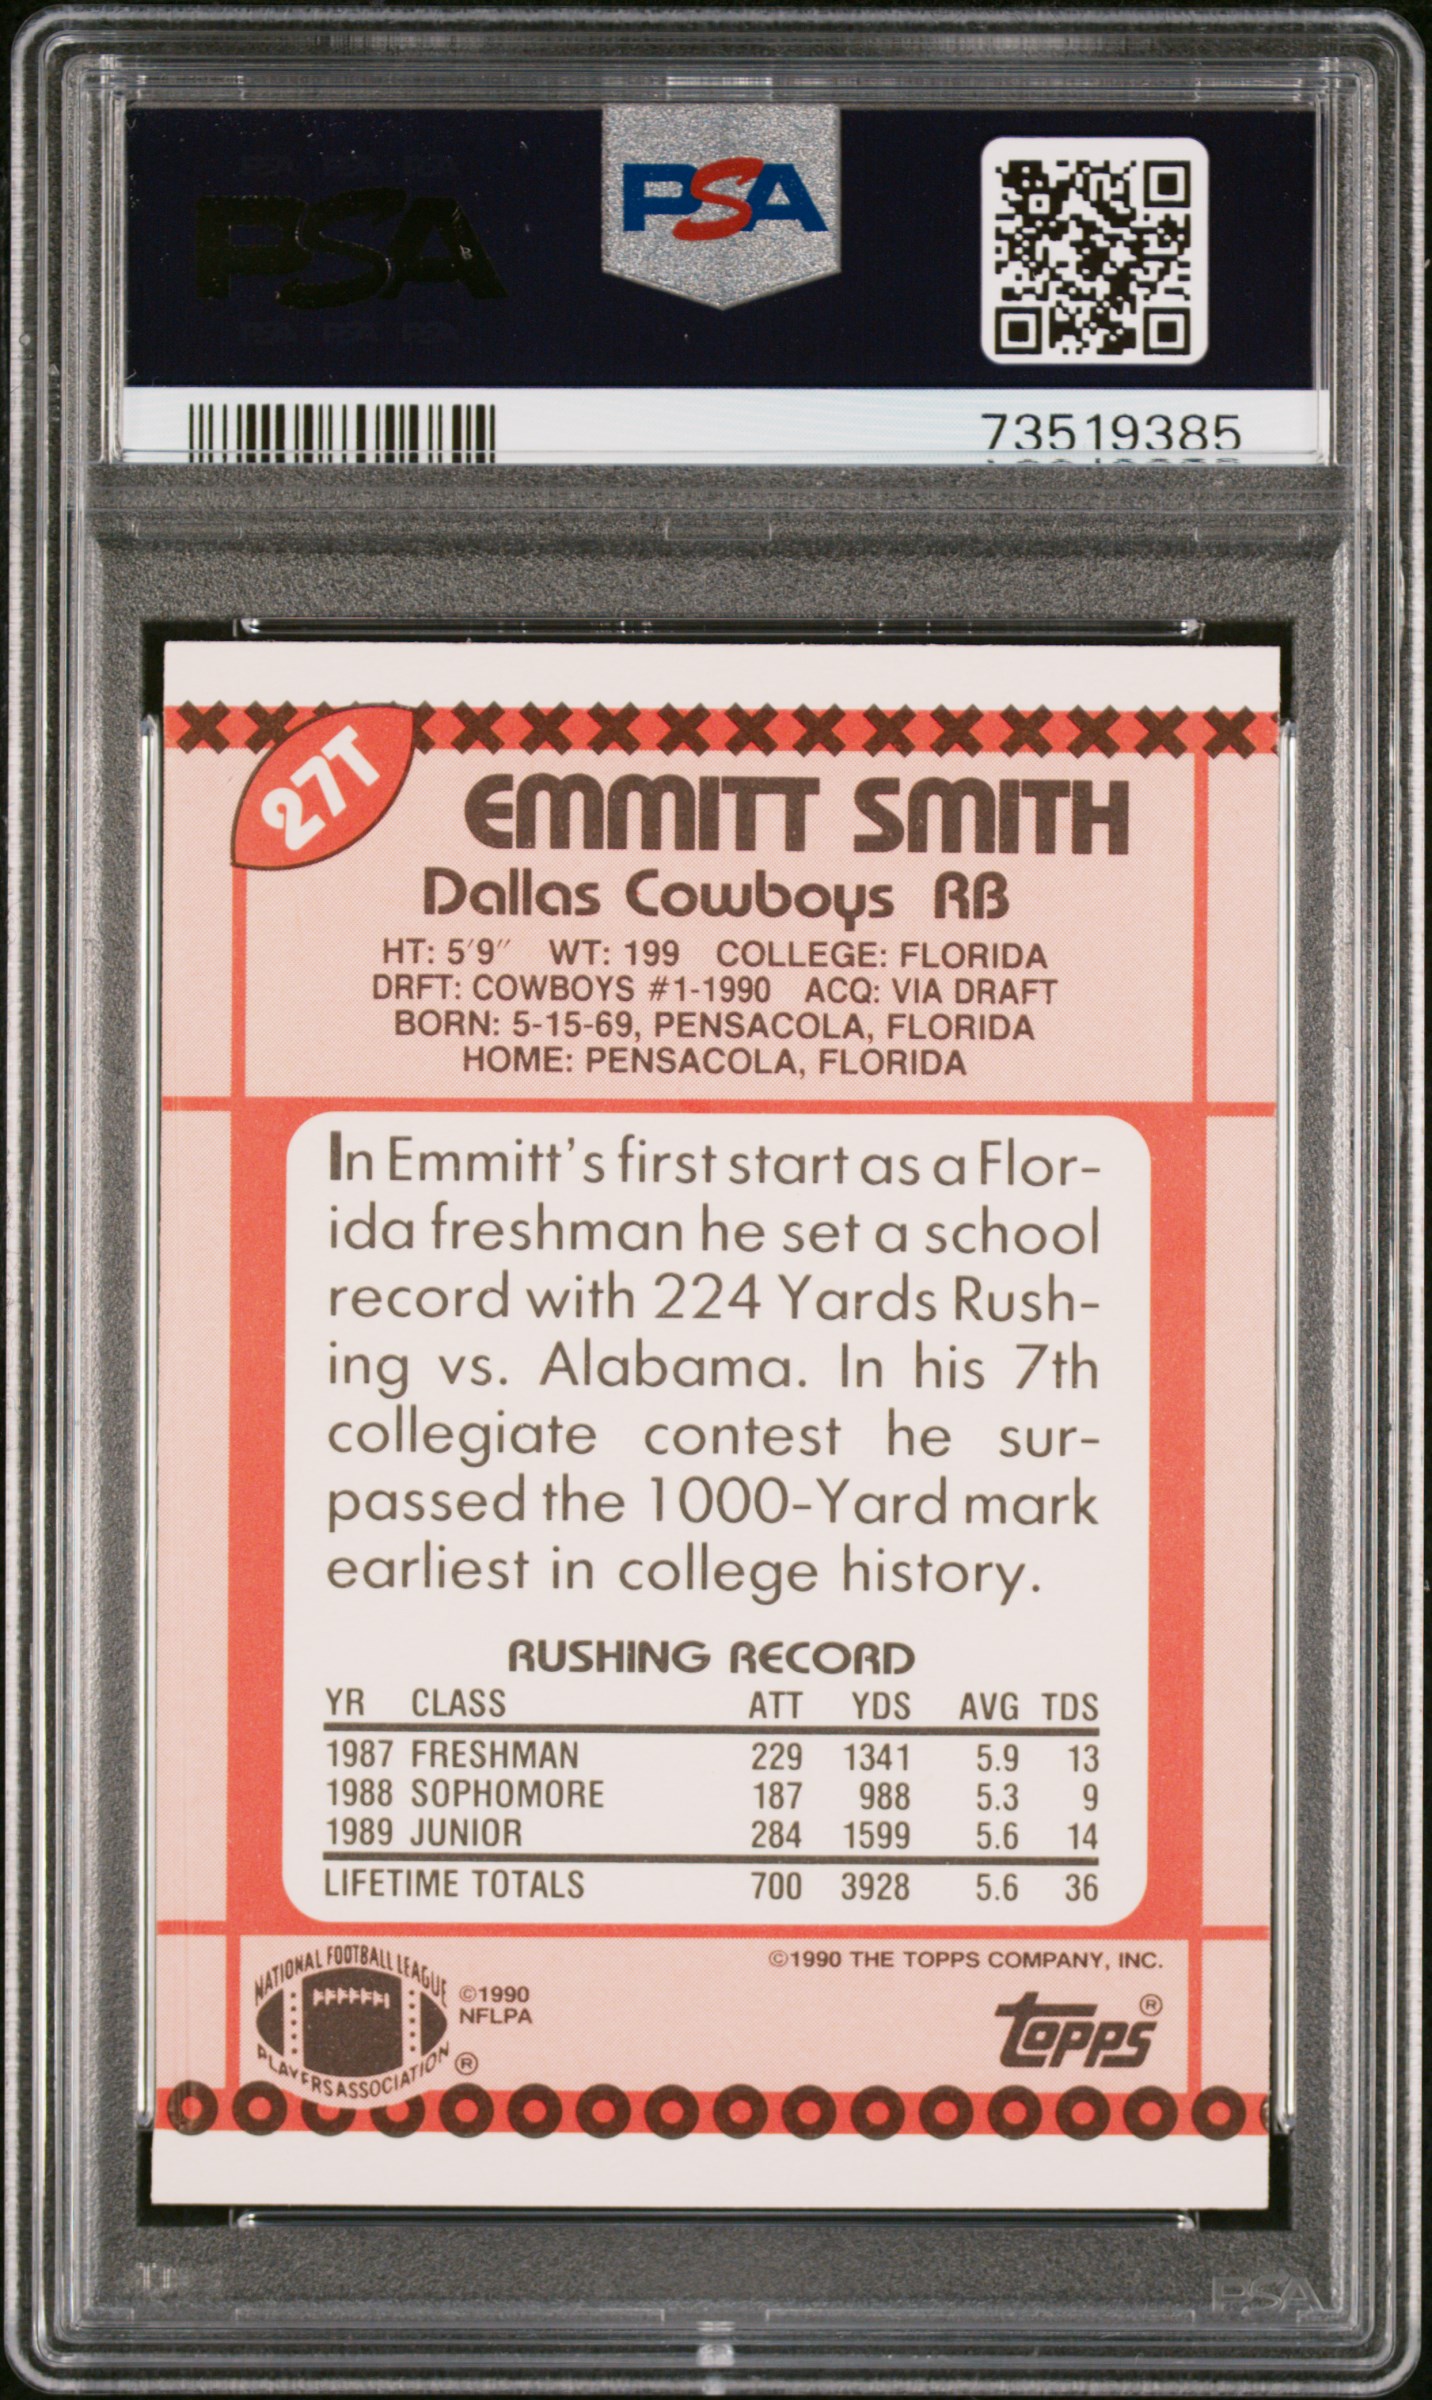 PSA
PSA
73519385
27T
EMMITT SMITH
Dallas Cowboys RB
HT: 5'9" WT: 199 COLLEGE: FLORIDA
DRFT: COWBOYS #1-1990 ACQ: VIA DRAFT
BORN: 5-15-69, PENSACOLA, FLORIDA
HOME: PENSACOLA, FLORIDA
In Emmitt's first start as a Flor-
ida freshman he set a school
record with 224 Yards Rush-
ing vs. Alabama. In his 7th
collegiate contest he sur-
passed the 1000-Yard mark
earliest in college history.
RUSHING RECORD
YR CLASS ATT YDS AVG TDS
1987 FRESHMAN 229 1341 5.9 13
1988 SOPHOMORE 187 988 5.3 9
1989 JUNIOR 284 1599 5.6 14
LIFETIME TOTALS 700 3928 5.6 36
NATIONAL FOOTBALL LEAGUE
PLAYERS ASSOCIATION ®
©1990
NFLPA
©1990 THE TOPPS COMPANY, INC.
Topps ®
PSA